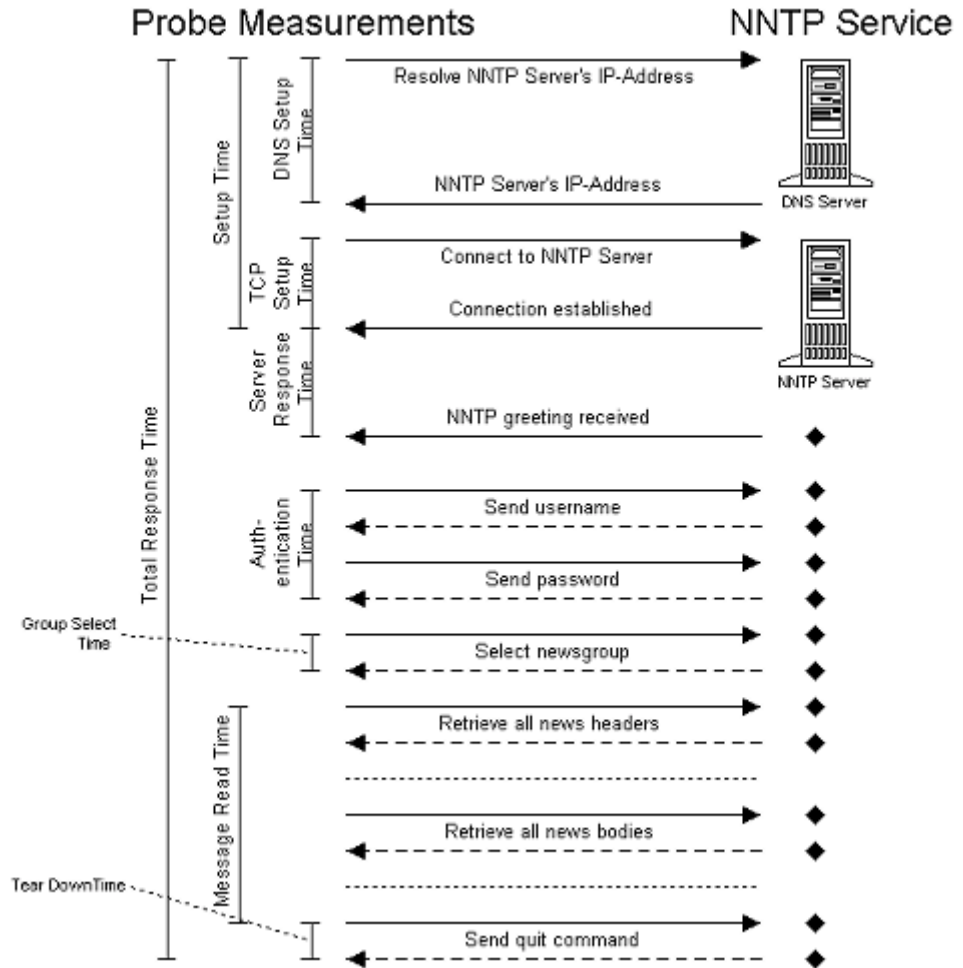 Probe Measurements
NNTP Service
Resolve NNTP Server's IP-Address
DNS Setup
Time
Setup Time
NNTP Server's IP-Address
DNS Server
Connect to NNTP Server
TCP
Setup
Time
Connection established
NNTP Server
Server
Response
Time
NNTP greeting received
Total Response Time
Auth-
entication
Time
Send username
Send password
Group Select
Time
Select newsgroup
Message Read Time
Retrieve all news headers
Retrieve all news bodies
Tear DownTime
Send quit command